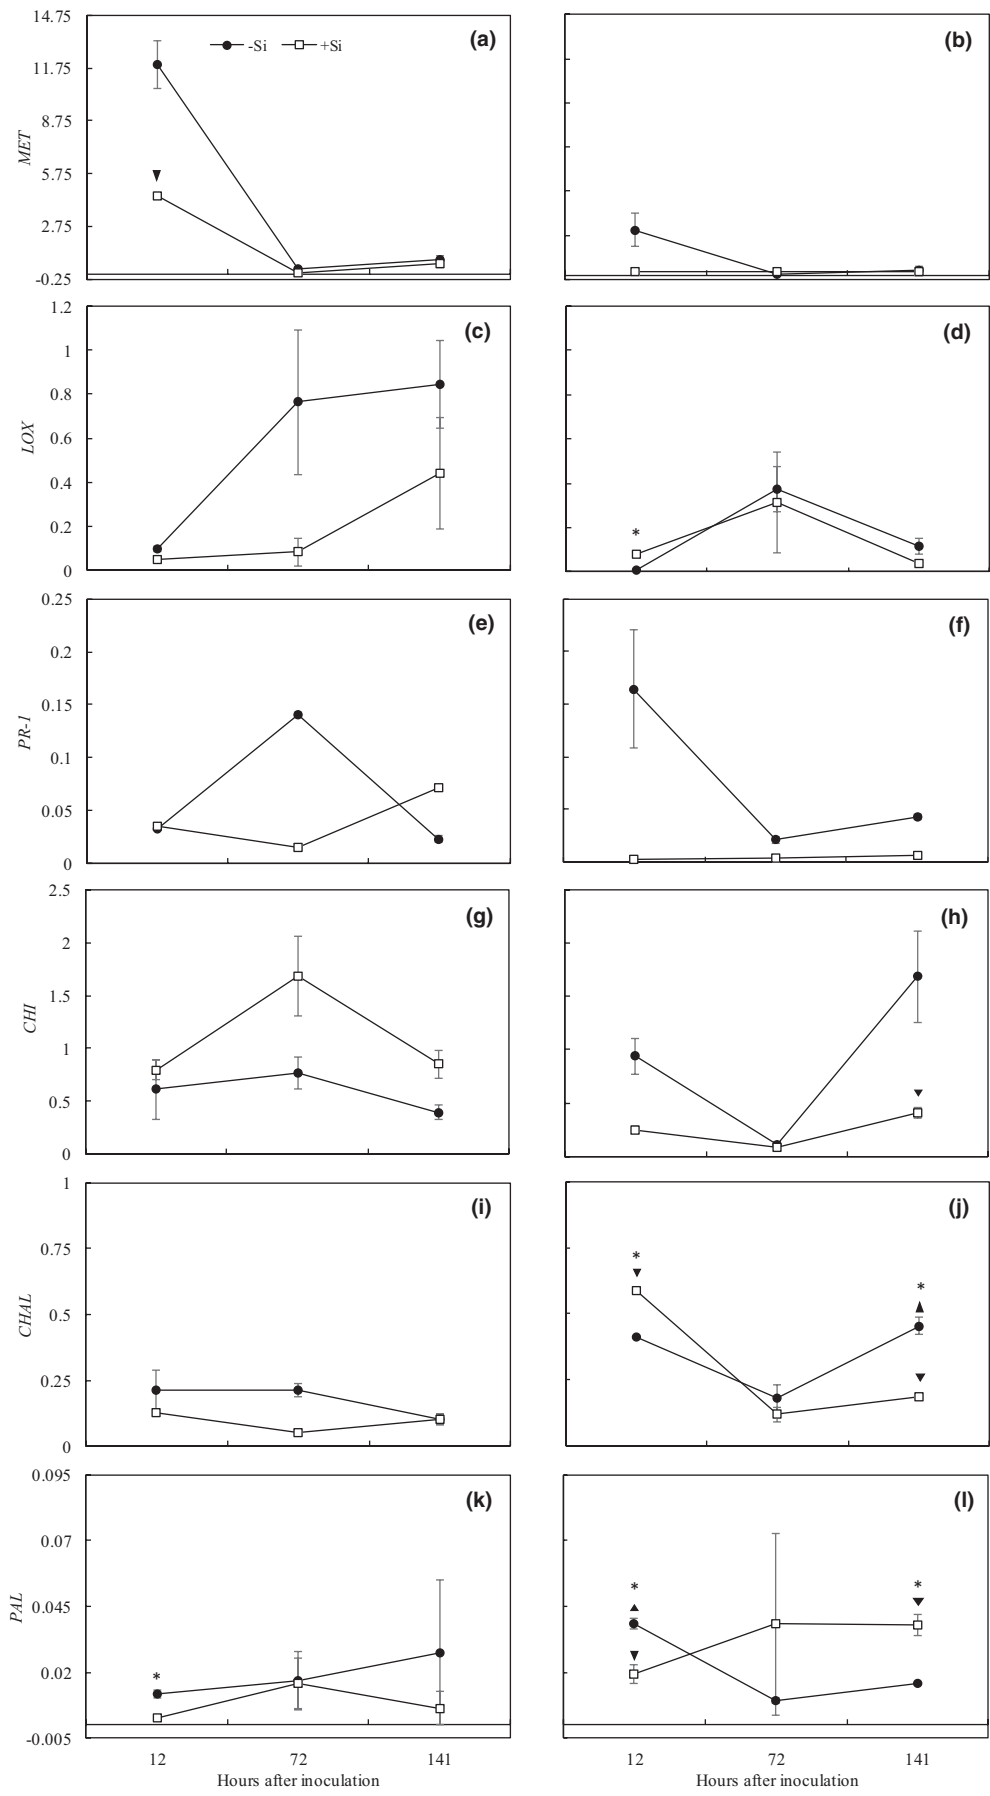 14.75
11.75
8.75
5.75
2.75
-0.25
MET
-Si +Si
(a)
(b)
1.2
1
0.8
0.6
0.4
0.2
0
LOX
(c)
(d)
*
0.25
0.2
0.15
0.1
0.05
0
PR-1
(e)
(f)
2.5
2
1.5
1
0.5
0
CHI
(g)
(h)
1
0.75
0.5
0.25
0
CHAL
(i)
(j)
*
*
0.095
0.07
0.045
0.02
-0.005
PAL
(k)
*
(l)
*
*
12 72 141
Hours after inoculation
12 72 141
Hours after inoculation